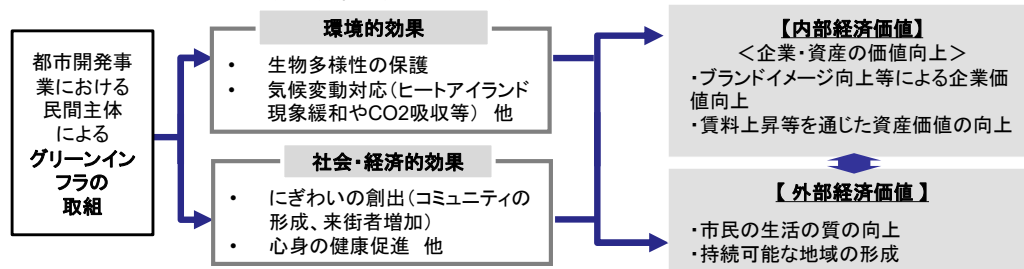 都市開発事
業における
民間主体
による
グリーンイン
フラの
取組
環境的効果
• 生物多様性の保護
• 気候変動対応（ヒートアイランド
現象緩和やCO2吸収等） 他
社会・経済的効果
• にぎわいの創出（コミュニティの
形成、来街者増加）
• 心身の健康促進 他
【内部経済価値】
＜企業・資産の価値向上＞
・ブランドイメージ向上等による企業価
値向上
・賃料上昇等を通じた資産価値の向上
【 外部経済価値 】
・市民の生活の質の向上
・持続可能な地域の形成